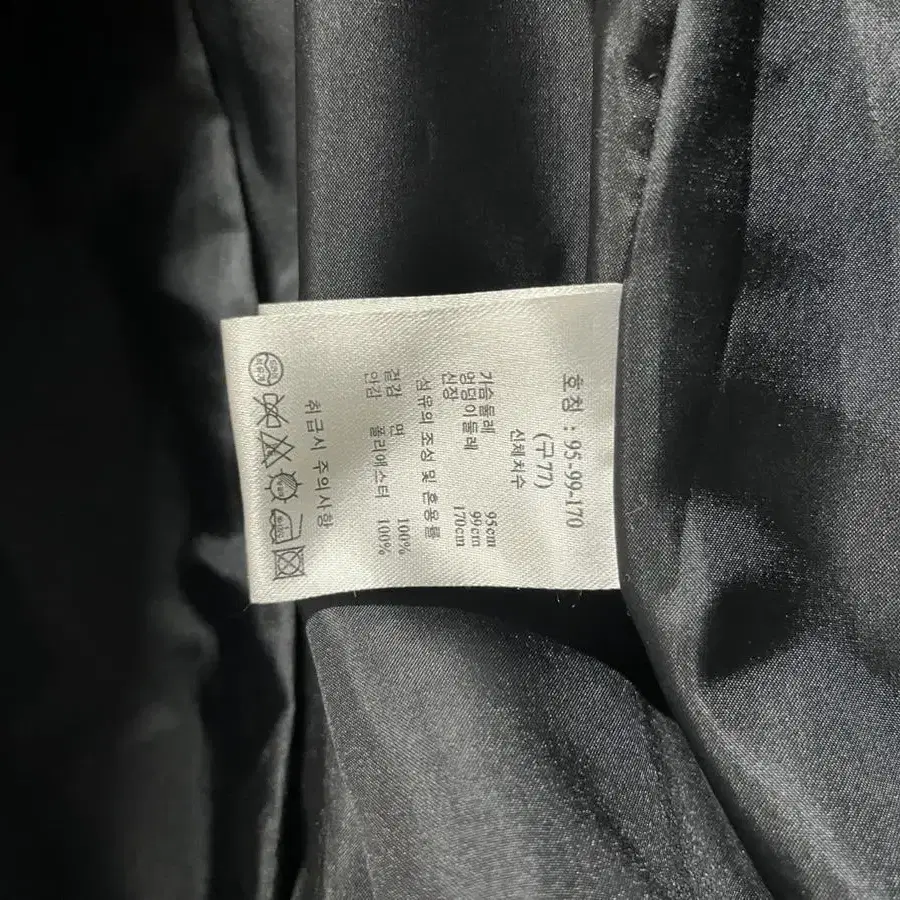 호칭 : 95-99-170
(구77)
신체치수
가슴둘레 95cm
엉덩이둘레 99cm
신장 170cm
섬유의 조성 및 혼용률
겉감 면 100%
안감 폴리에스터 100%
취급시 주의사항